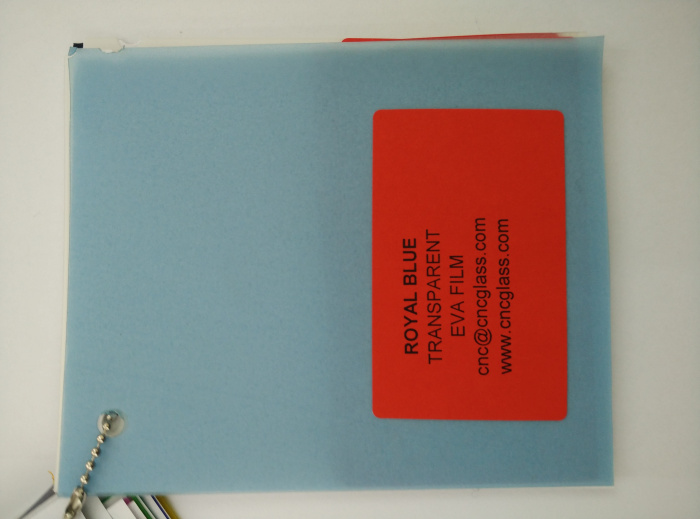 ROYAL BLUE
TRANSPARENT
EVA FILM
cnc@cncglass.com
www.cncglass.com